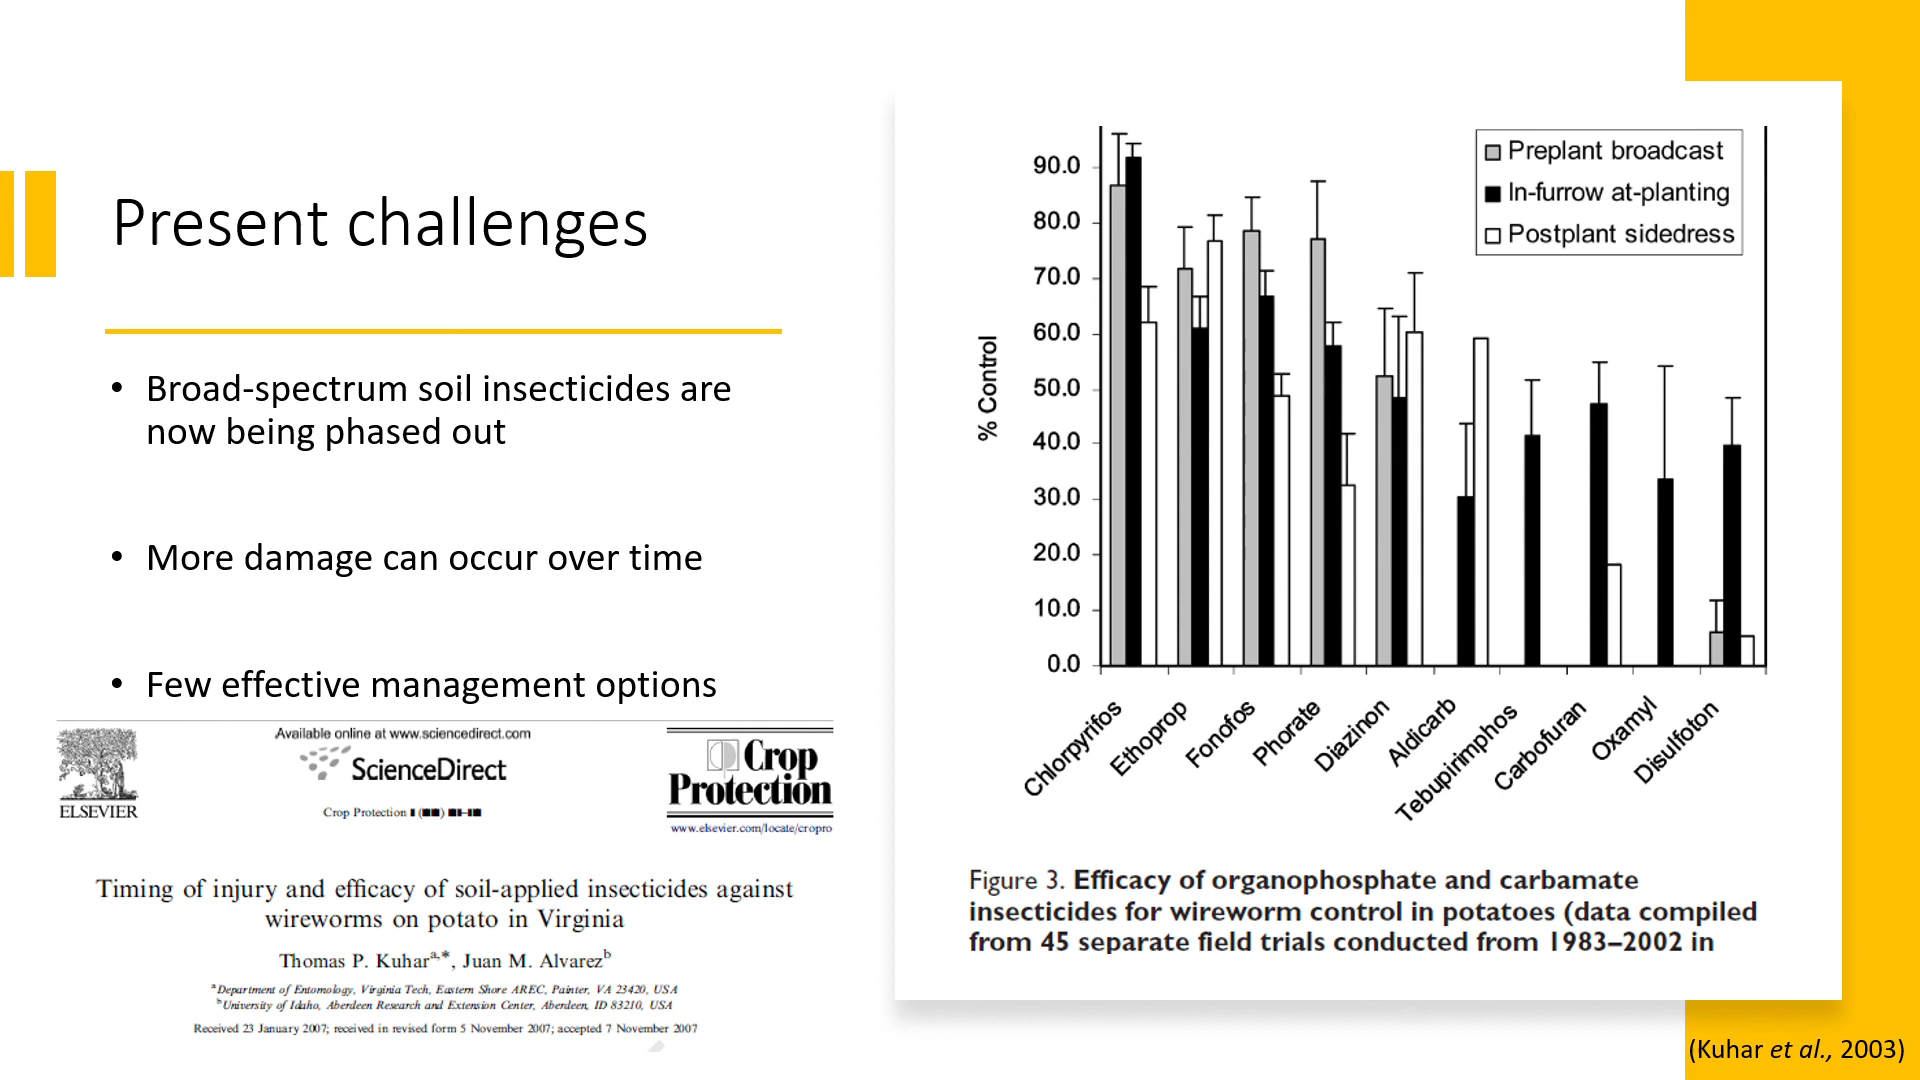 Present challenges
• Broad-spectrum soil insecticides are
now being phased out
• More damage can occur over time
• Few effective management options
ELSEVIER
Available online at www.sciencedirect.com
ScienceDirect
Crop Protection
Crop
Protection
www.elsevier.com/locate/cropro
Timing of injury and efficacy of soil-applied insecticides against
wireworms on potato in Virginia
Thomas P. Kuhar a,*, Juan M. Alvarez b
a Department of Entomology, Virginia Tech, Eastern Shore AREC, Painter, VA 23420, USA
b University of Idaho, Aberdeen Research and Extension Center, Aberdeen, ID 83210, USA
Received 23 January 2007; received in revised form 5 November 2007; accepted 7 November 2007
Preplant broadcast
In-furrow at-planting
Postplant sidedress
% Control
90.0
80.0
70.0
60.0
50.0
40.0
30.0
20.0
10.0
0.0
Chlorpyrifos
Ethoprop
Fonofos
Phorate
Diazinon
Aldicarb
Tebupirimphos
Carbofuran
Oxamyl
Disulfoton
Figure 3. Efficacy of organophosphate and carbamate
insecticides for wireworm control in potatoes (data compiled
from 45 separate field trials conducted from 1983–2002 in
(Kuhar et al., 2003)